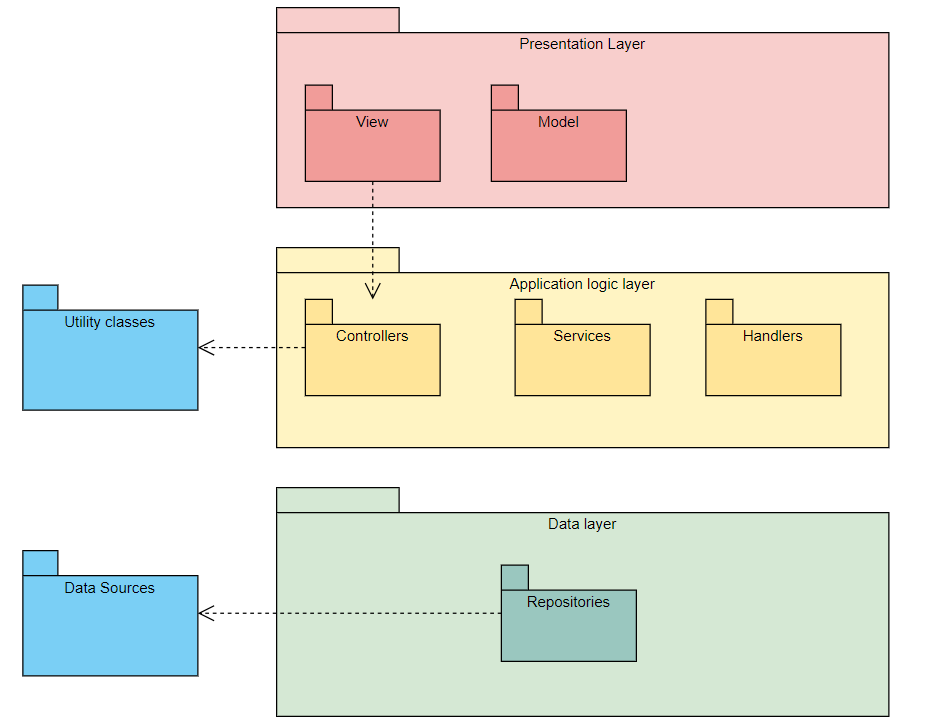 Presentation Layer
View
Model
Application logic layer
Utility classes
Controllers
Services
Handlers
Data layer
Data Sources
Repositories